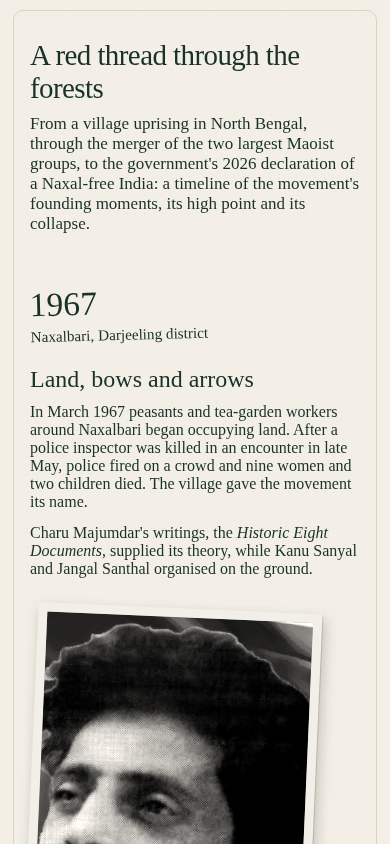 A red thread through the
forests
From a village uprising in North Bengal,
through the merger of the two largest Maoist
groups, to the government's 2026 declaration of
a Naxal-free India: a timeline of the movement's
founding moments, its high point and its
collapse.
1967
Naxalbari, Darjeeling district
Land, bows and arrows
In March 1967 peasants and tea-garden workers
around Naxalbari began occupying land. After a
police inspector was killed in an encounter in late
May, police fired on a crowd and nine women and
two children died. The village gave the movement
its name.
Charu Majumdar's writings, the Historic Eight
Documents, supplied its theory, while Kanu Sanyal
and Jangal Santhal organised on the ground.